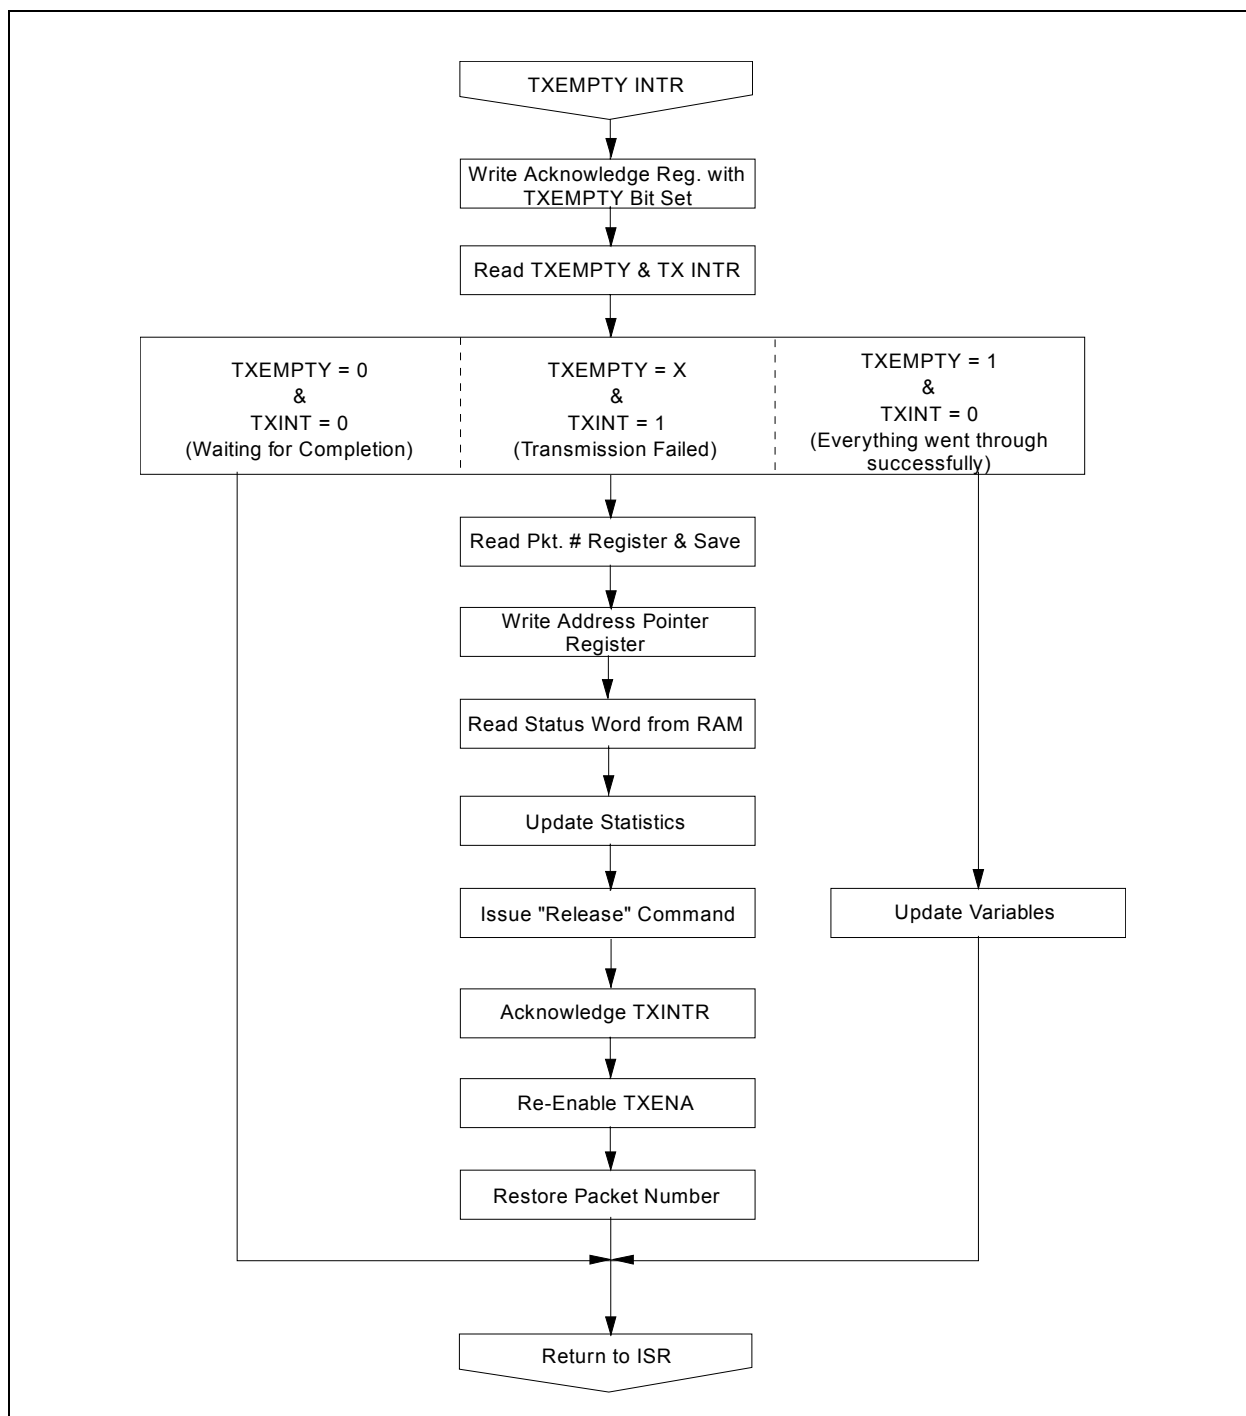 TXEMPTY INTR
Write Acknowledge Reg. with
TXEMPTY Bit Set
Read TXEMPTY & TX INTR
TXEMPTY = 0
&
TXINT = 0
(Waiting for Completion)
TXEMPTY = X
&
TXINT = 1
(Transmission Failed)
TXEMPTY = 1
&
TXINT = 0
(Everything went through
successfully)
Read Pkt. # Register & Save
Write Address Pointer
Register
Read Status Word from RAM
Update Statistics
Issue "Release" Command
Update Variables
Acknowledge TXINTR
Re-Enable TXENA
Restore Packet Number
Return to ISR